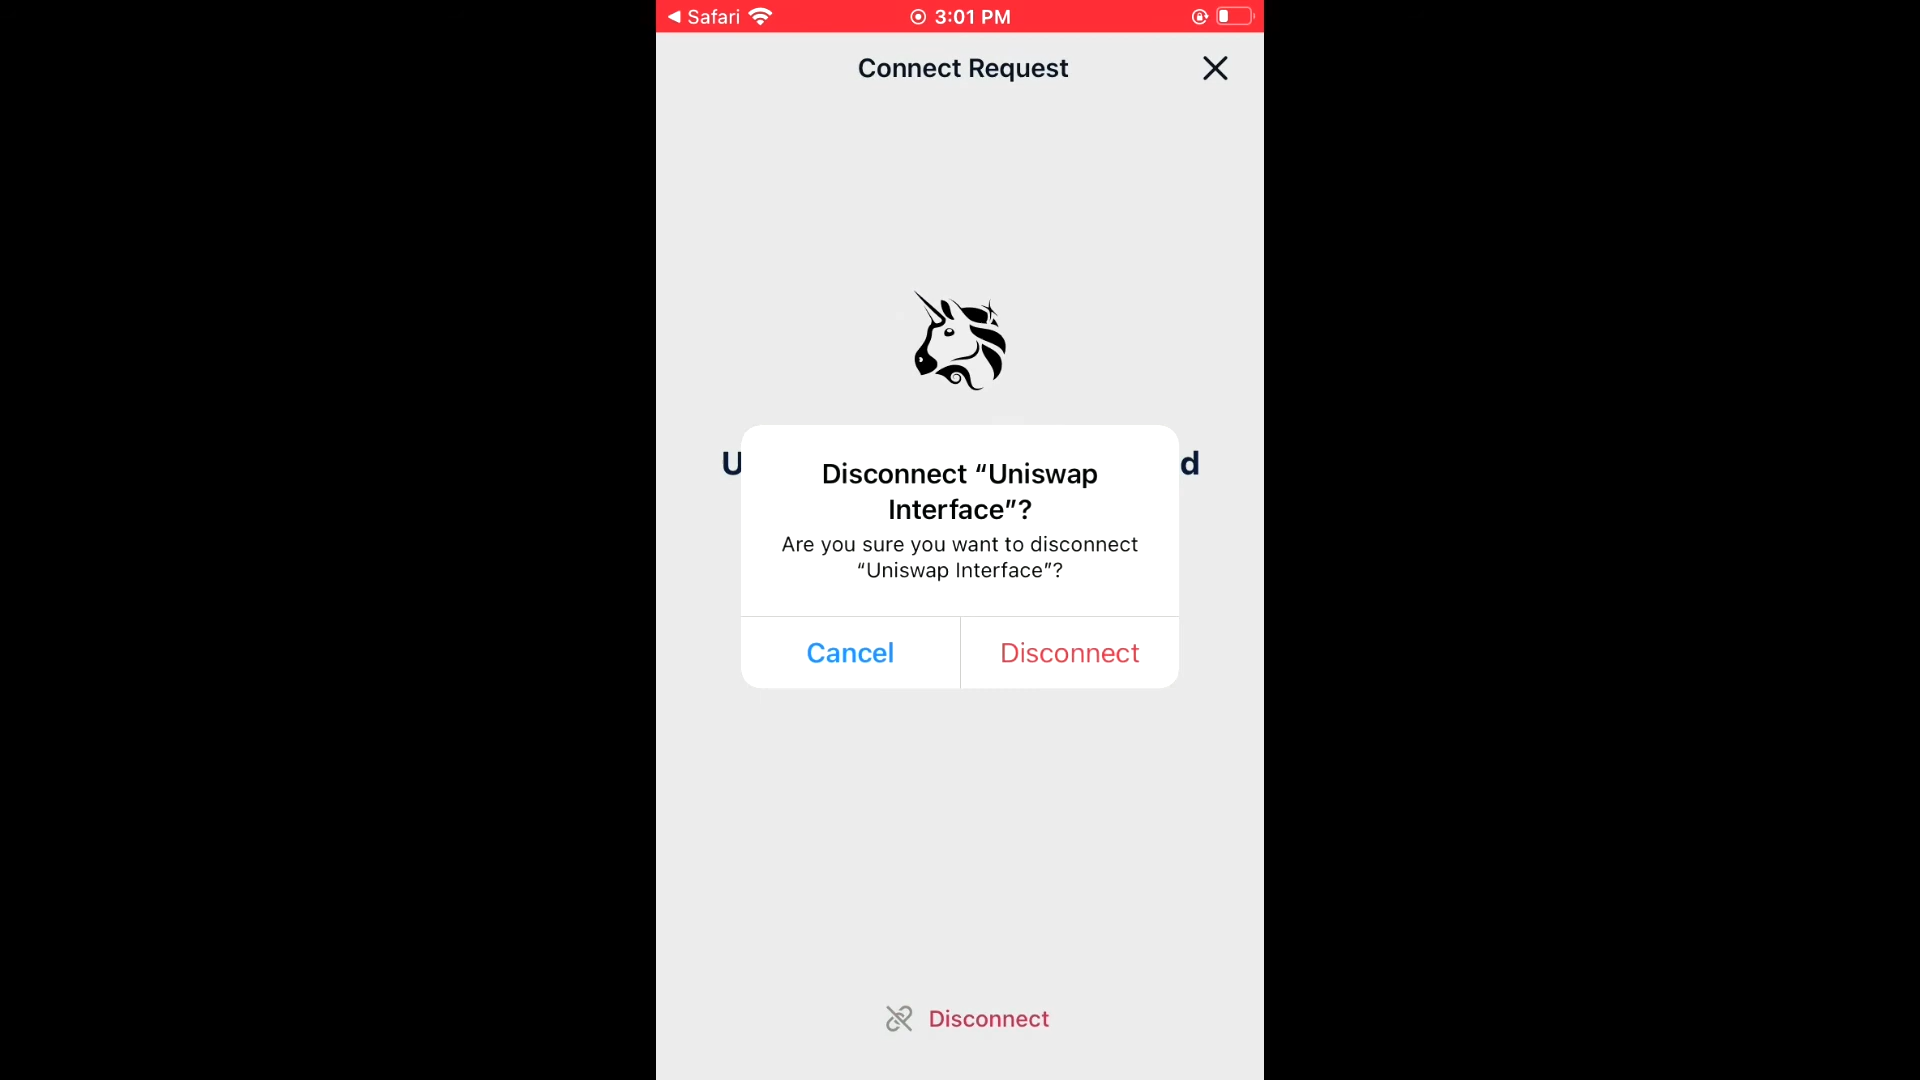 Safari 3:01 PM
Connect Request
Disconnect “Uniswap
Interface”?
Are you sure you want to disconnect
“Uniswap Interface”?
Cancel Disconnect
Disconnect